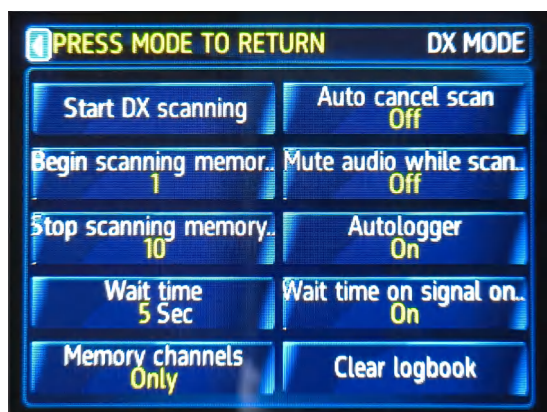 PRESS MODE TO RETURN DX MODE
Start DX scanning
Auto cancel scan
Off
Begin scanning memor..
1
Mute audio while scan..
Off
Stop scanning memory..
10
Autologger
On
Wait time
5 Sec
Wait time on signal on..
On
Memory channels
Only
Clear logbook